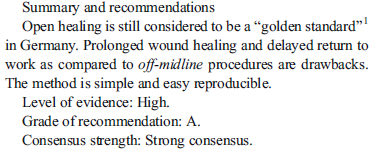 Summary and recommendations
Open healing is still considered to be a “golden standard”1
in Germany. Prolonged wound healing and delayed return to
work as compared to off-midline procedures are drawbacks.
The method is simple and easy reproducible.
Level of evidence: High.
Grade of recommendation: A.
Consensus strength: Strong consensus.